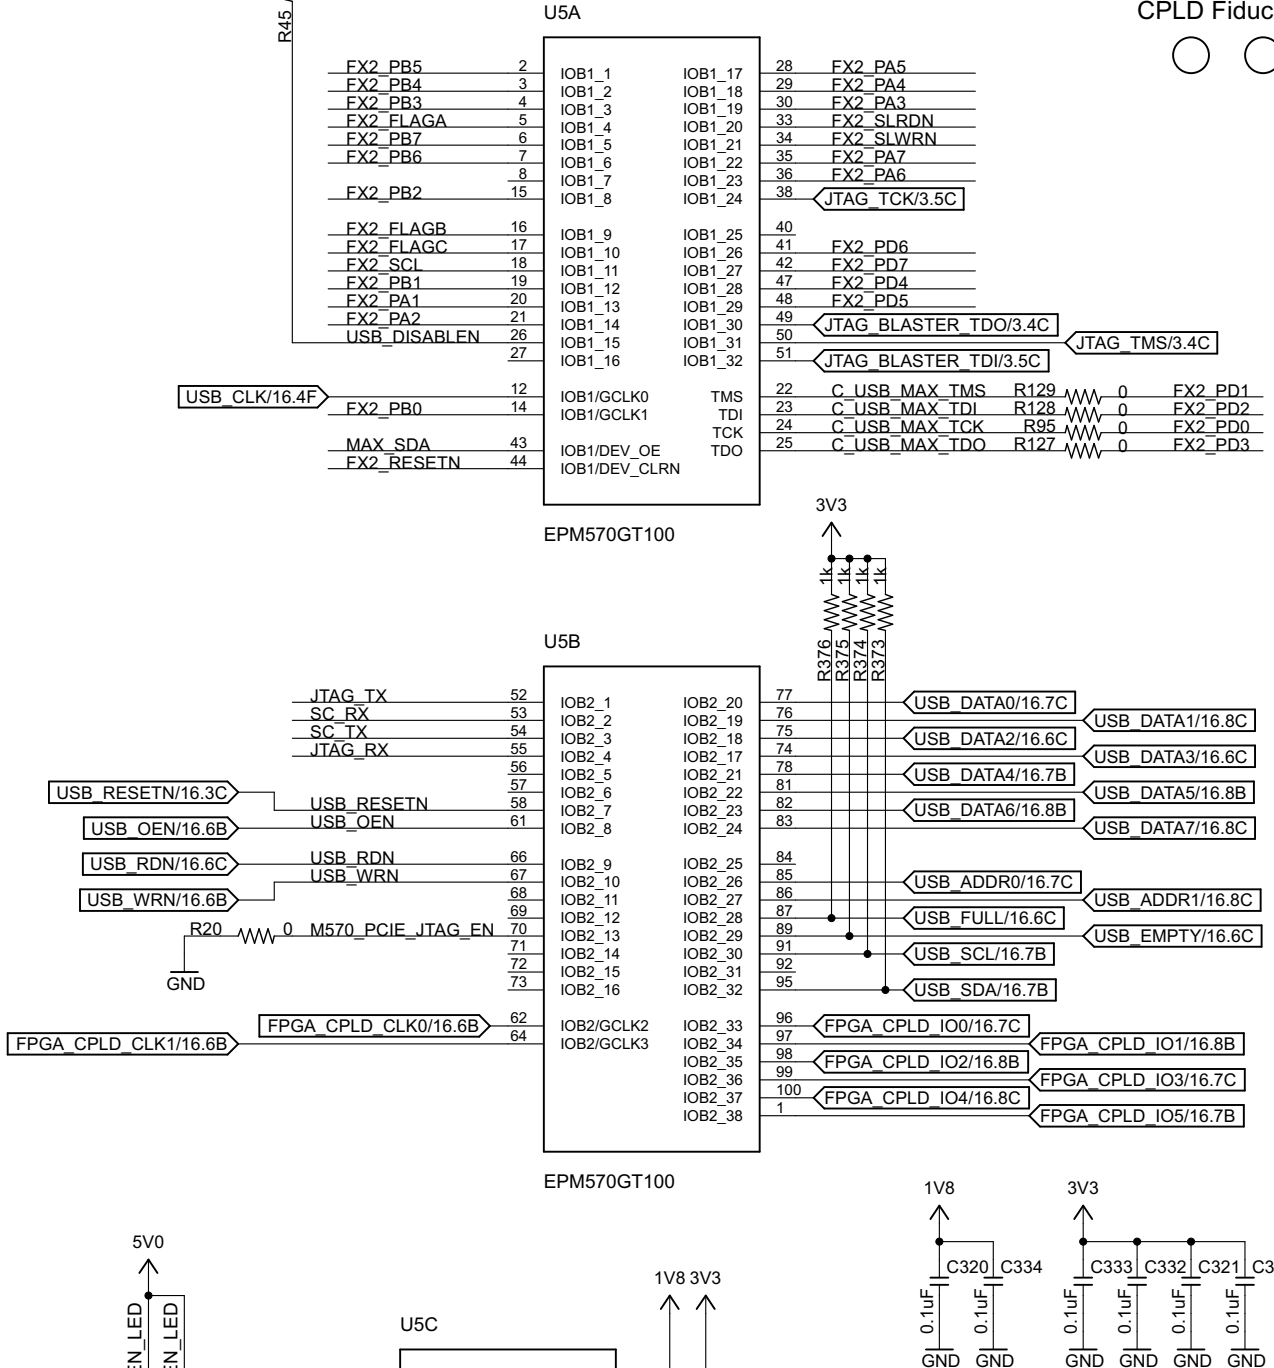 CPLD Fiduc
R45
U5A
FX2_PB5 2 IOB1_1 IOB1_17 28 FX2_PA5
FX2_PB4 3 IOB1_2 IOB1_18 29 FX2_PA4
FX2_PB3 4 IOB1_3 IOB1_19 30 FX2_PA3
FX2_FLAGA 5 IOB1_4 IOB1_20 33 FX2_SLRDN
FX2_PB7 6 IOB1_5 IOB1_21 34 FX2_SLWRN
FX2_PB6 7 IOB1_6 IOB1_22 35 FX2_PA7
8 IOB1_7 IOB1_23 36 FX2_PA6
FX2_PB2 15 IOB1_8 IOB1_24 38 JTAG_TCK/3.5C
FX2_FLAGB 16 IOB1_9 IOB1_25 40
FX2_FLAGC 17 IOB1_10 IOB1_26 41 FX2_PD6
FX2_SCL 18 IOB1_11 IOB1_27 42 FX2_PD7
FX2_PB1 19 IOB1_12 IOB1_28 47 FX2_PD4
FX2_PA1 20 IOB1_13 IOB1_29 48 FX2_PD5
FX2_PA2 21 IOB1_14 IOB1_30 49 JTAG_BLASTER_TDO/3.4C
USB_DISABLEN 26 IOB1_15 IOB1_31 50 JTAG_TMS/3.4C
27 IOB1_16 IOB1_32 51 JTAG_BLASTER_TDI/3.5C
USB_CLK/16.4F 12 IOB1/GCLK0 TMS 22 C_USB_MAX_TMS R129 0 FX2_PD1
FX2_PB0 14 IOB1/GCLK1 TDI 23 C_USB_MAX_TDI R128 0 FX2_PD2
TCK 24 C_USB_MAX_TCK R95 0 FX2_PD0
MAX_SDA 43 IOB1/DEV_OE TDO 25 C_USB_MAX_TDO R127 0 FX2_PD3
FX2_RESETN 44 IOB1/DEV_CLRN
EPM570GT100
3V3
1k 1k 1k 1k
R376 R375 R374 R373
U5B
JTAG_TX 52 IOB2_1 IOB2_20 77 USB_DATA0/16.7C
SC_RX 53 IOB2_2 IOB2_19 76 USB_DATA1/16.8C
SC_TX 54 IOB2_3 IOB2_18 75 USB_DATA2/16.6C
JTAG_RX 55 IOB2_4 IOB2_17 74 USB_DATA3/16.6C
56 IOB2_5 IOB2_21 78 USB_DATA4/16.7B
USB_RESETN/16.3C 57 IOB2_6 IOB2_22 81 USB_DATA5/16.8B
USB_RESETN 58 IOB2_7 IOB2_23 82 USB_DATA6/16.8B
USB_OEN/16.6B USB_OEN 61 IOB2_8 IOB2_24 83 USB_DATA7/16.8C
USB_RDN/16.6C USB_RDN 66 IOB2_9 IOB2_25 84
USB_WRN 67 IOB2_10 IOB2_26 85 USB_ADDR0/16.7C
USB_WRN/16.6B 68 IOB2_11 IOB2_27 86 USB_ADDR1/16.8C
69 IOB2_12 IOB2_28 87 USB_FULL/16.6C
R20 0 M570_PCIE_JTAG_EN 70 IOB2_13 IOB2_29 89 USB_EMPTY/16.6C
71 IOB2_14 IOB2_30 91 USB_SCL/16.7B
72 IOB2_15 IOB2_31 92
GND 73 IOB2_16 IOB2_32 95 USB_SDA/16.7B
FPGA_CPLD_CLK0/16.6B 62 IOB2/GCLK2 IOB2_33 96 FPGA_CPLD_IO0/16.7C
FPGA_CPLD_CLK1/16.6B 64 IOB2/GCLK3 IOB2_34 97 FPGA_CPLD_IO1/16.8B
IOB2_35 98 FPGA_CPLD_IO2/16.8B
IOB2_36 99 FPGA_CPLD_IO3/16.7C
IOB2_37 100 FPGA_CPLD_IO4/16.8C
IOB2_38 1 FPGA_CPLD_IO5/16.7B
EPM570GT100
1V8 3V3
5V0
C320 C334 C333 C332 C321 C3
1V8 3V3
0.1uF 0.1uF 0.1uF 0.1uF 0.1uF 0.1uF
U5C
EN_LED EN_LED
GND GND GND GND GND GND